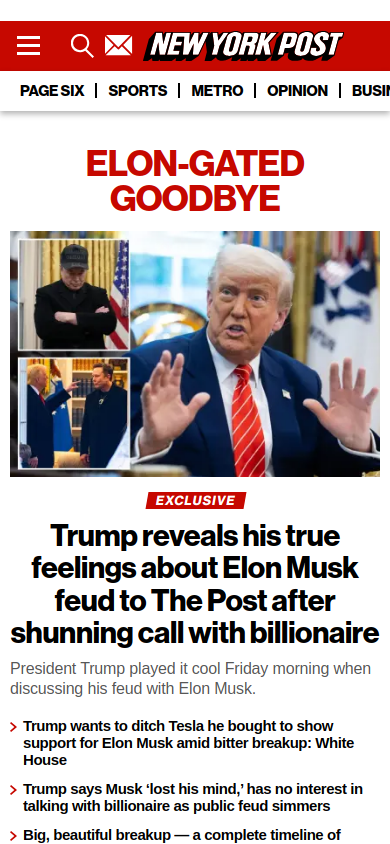 NEW YORK POST
PAGE SIX | SPORTS | METRO | OPINION | BUSIN
ELON-GATED
GOODBYE
EXCLUSIVE
Trump reveals his true
feelings about Elon Musk
feud to The Post after
shunning call with billionaire
President Trump played it cool Friday morning when
discussing his feud with Elon Musk.
Trump wants to ditch Tesla he bought to show
support for Elon Musk amid bitter breakup: White
House
Trump says Musk ‘lost his mind,’ has no interest in
talking with billionaire as public feud simmers
Big, beautiful breakup — a complete timeline of